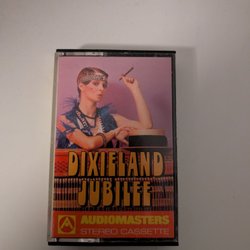 DIXIELAND
JUBILEE
A AUDIOMASTERS
STEREO CASSETTE